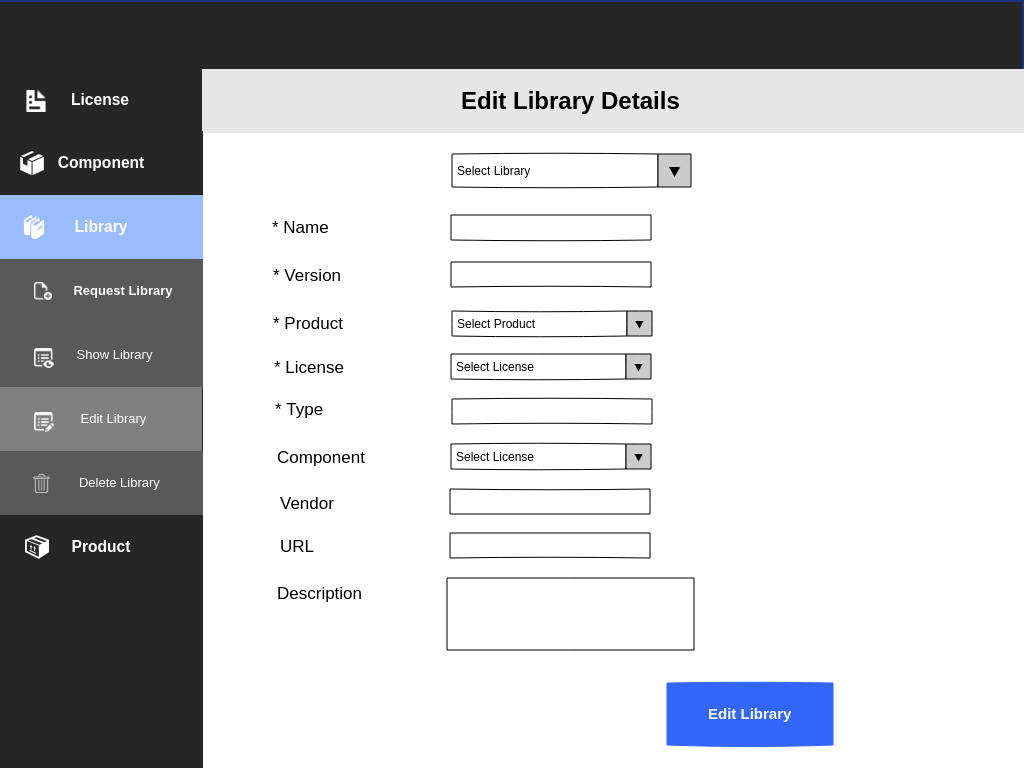 License
Component
Library
Request Library
Show Library
Edit Library
Delete Library
Product
Edit Library Details
Select Library
* Name
* Version
* Product
Select Product
* License
Select License
* Type
Component
Select License
Vendor
URL
Description
Edit Library